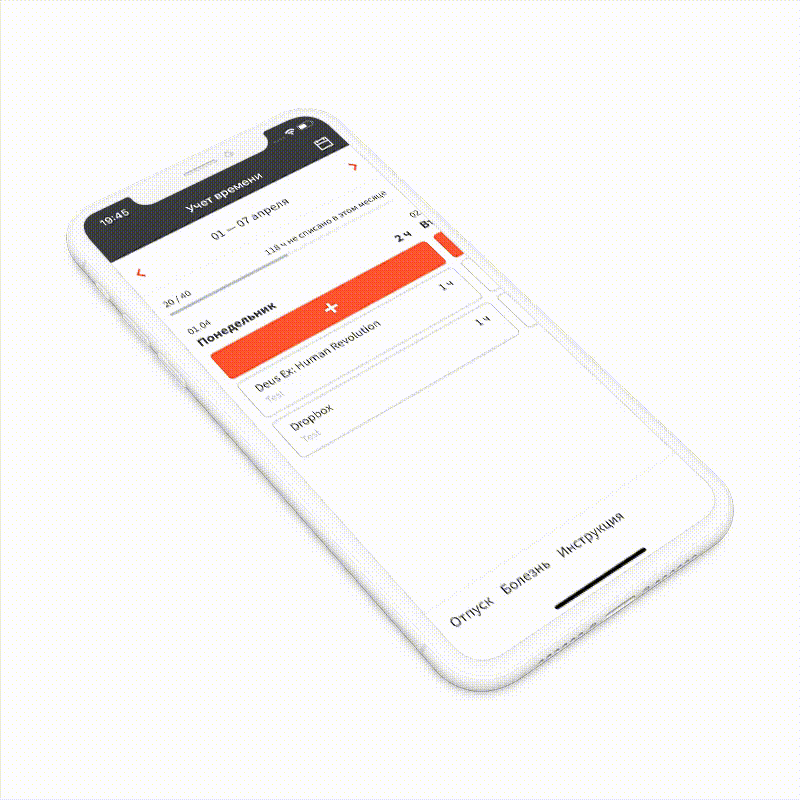 19:45
Учет времени
01 — 07 апреля
20 / 40
118 ч не списано в этом месяце
01.04
Понедельник
2 ч
02
Вт
+
Deus Ex: Human Revolution
1 ч
Test
Dropbox
1 ч
Test
Отпуск Болезнь Инструкция